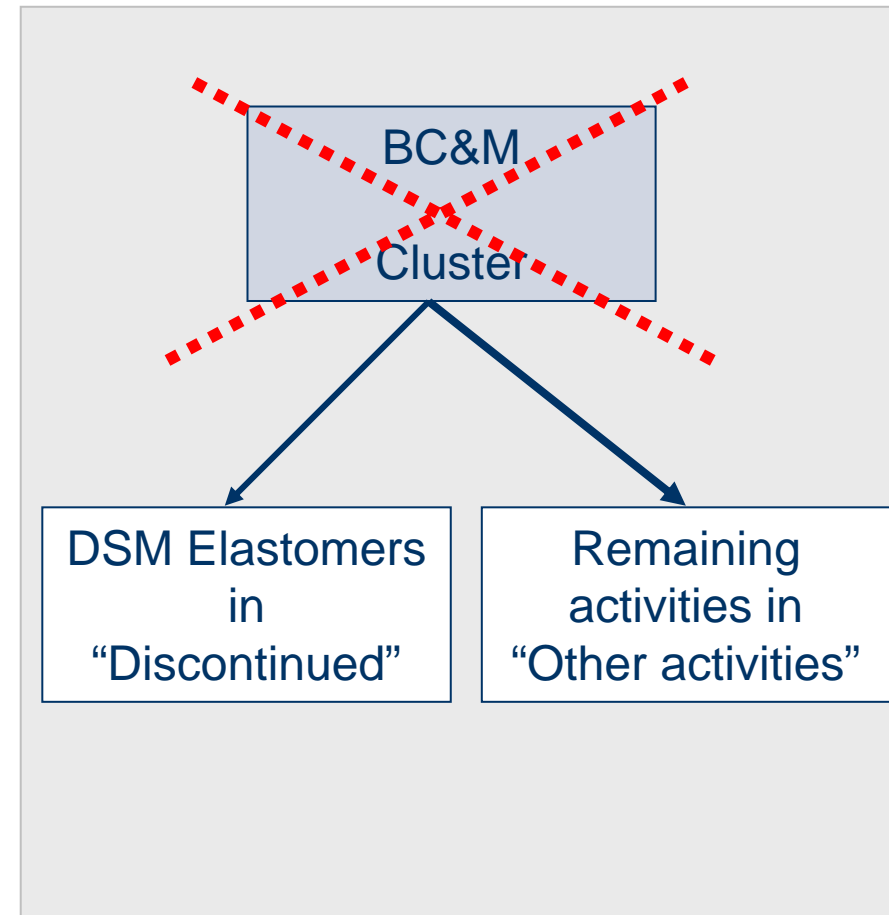 BC&M
Cluster
DSM Elastomers
in
“Discontinued”
Remaining
activities in
“Other activities”